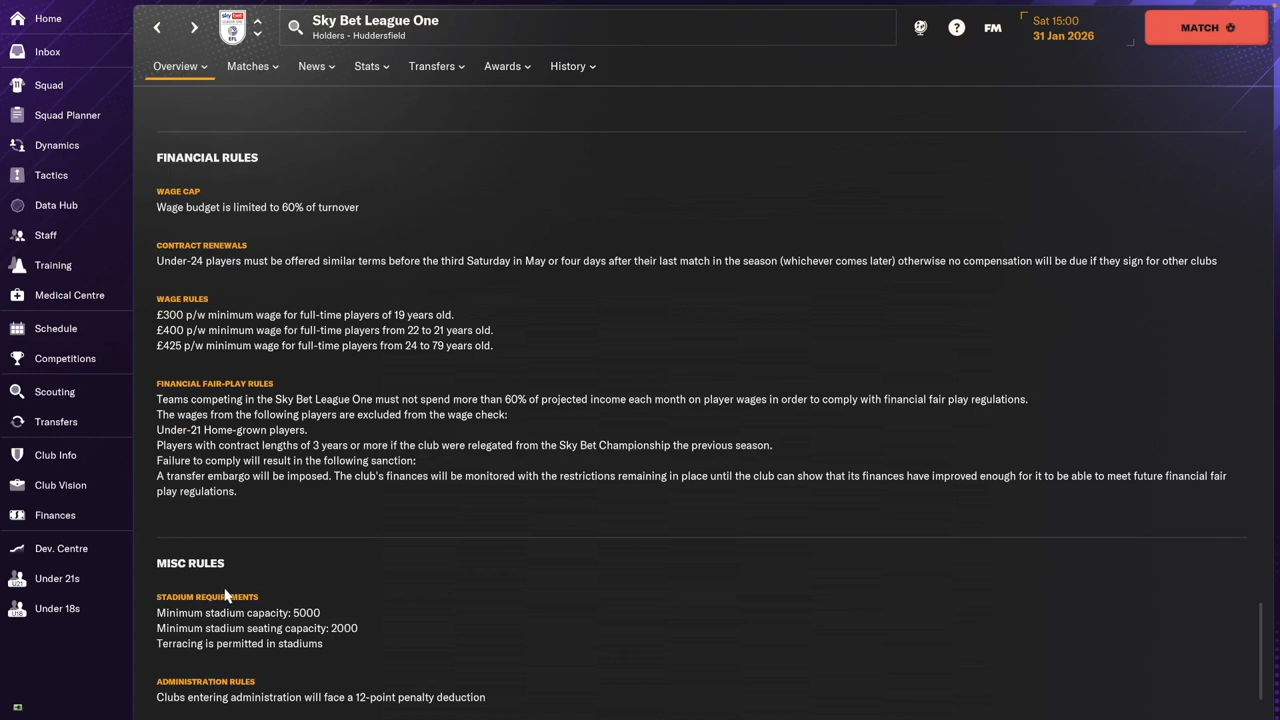 Home
Inbox
Squad
Squad Planner
Dynamics
Tactics
Data Hub
Staff
Training
Medical Centre
Schedule
Competitions
Scouting
Transfers
Club Info
Club Vision
Finances
Dev. Centre
U21
Under 21s
U18
Under 18s
sky bet
EFL
Sky Bet League One
Holders - Huddersfield
?
FM
Sat 15:00
31 Jan 2026
MATCH
Overview
Matches
News
Stats
Transfers
Awards
History
FINANCIAL RULES
WAGE CAP
Wage budget is limited to 60% of turnover
CONTRACT RENEWALS
Under-24 players must be offered similar terms before the third Saturday in May or four days after their last match in the season (whichever comes later) otherwise no compensation will be due if they sign for other clubs
WAGE RULES
£300 p/w minimum wage for full-time players of 19 years old.
£400 p/w minimum wage for full-time players from 22 to 21 years old.
£425 p/w minimum wage for full-time players from 24 to 79 years old.
FINANCIAL FAIR-PLAY RULES
Teams competing in the Sky Bet League One must not spend more than 60% of projected income each month on player wages in order to comply with financial fair play regulations.
The wages from the following players are excluded from the wage check:
Under-21 Home-grown players.
Players with contract lengths of 3 years or more if the club were relegated from the Sky Bet Championship the previous season.
Failure to comply will result in the following sanction:
A transfer embargo will be imposed. The club's finances will be monitored with the restrictions remaining in place until the club can show that its finances have improved enough for it to be able to meet future financial fair
play regulations.
MISC RULES
STADIUM REQUIREMENTS
Minimum stadium capacity: 5000
Minimum stadium seating capacity: 2000
Terracing is permitted in stadiums
ADMINISTRATION RULES
Clubs entering administration will face a 12-point penalty deduction